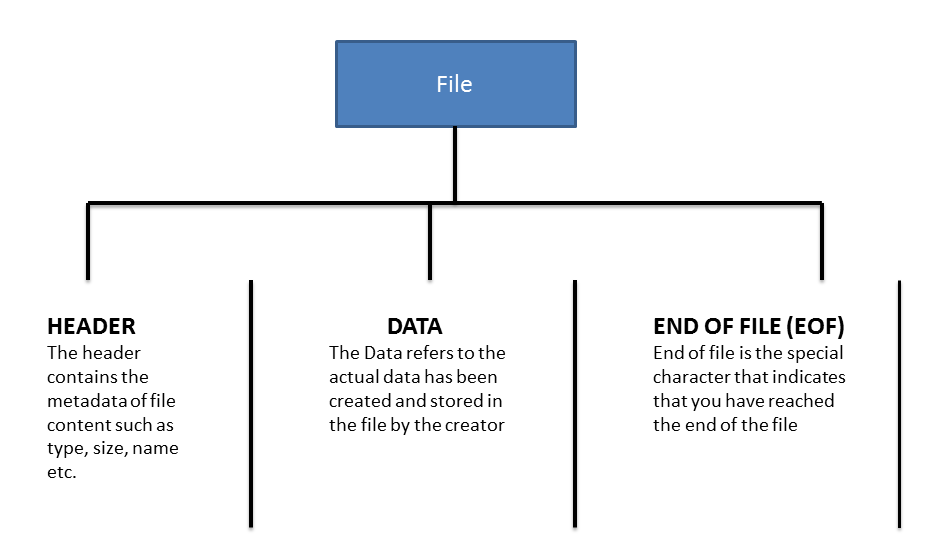 File
HEADER
The header
contains the
metadata of file
content such as
type, size, name
etc.
DATA
The Data refers to the
actual data has been
created and stored in
the file by the creator
END OF FILE (EOF)
End of file is the special
character that indicates
that you have reached
the end of the file